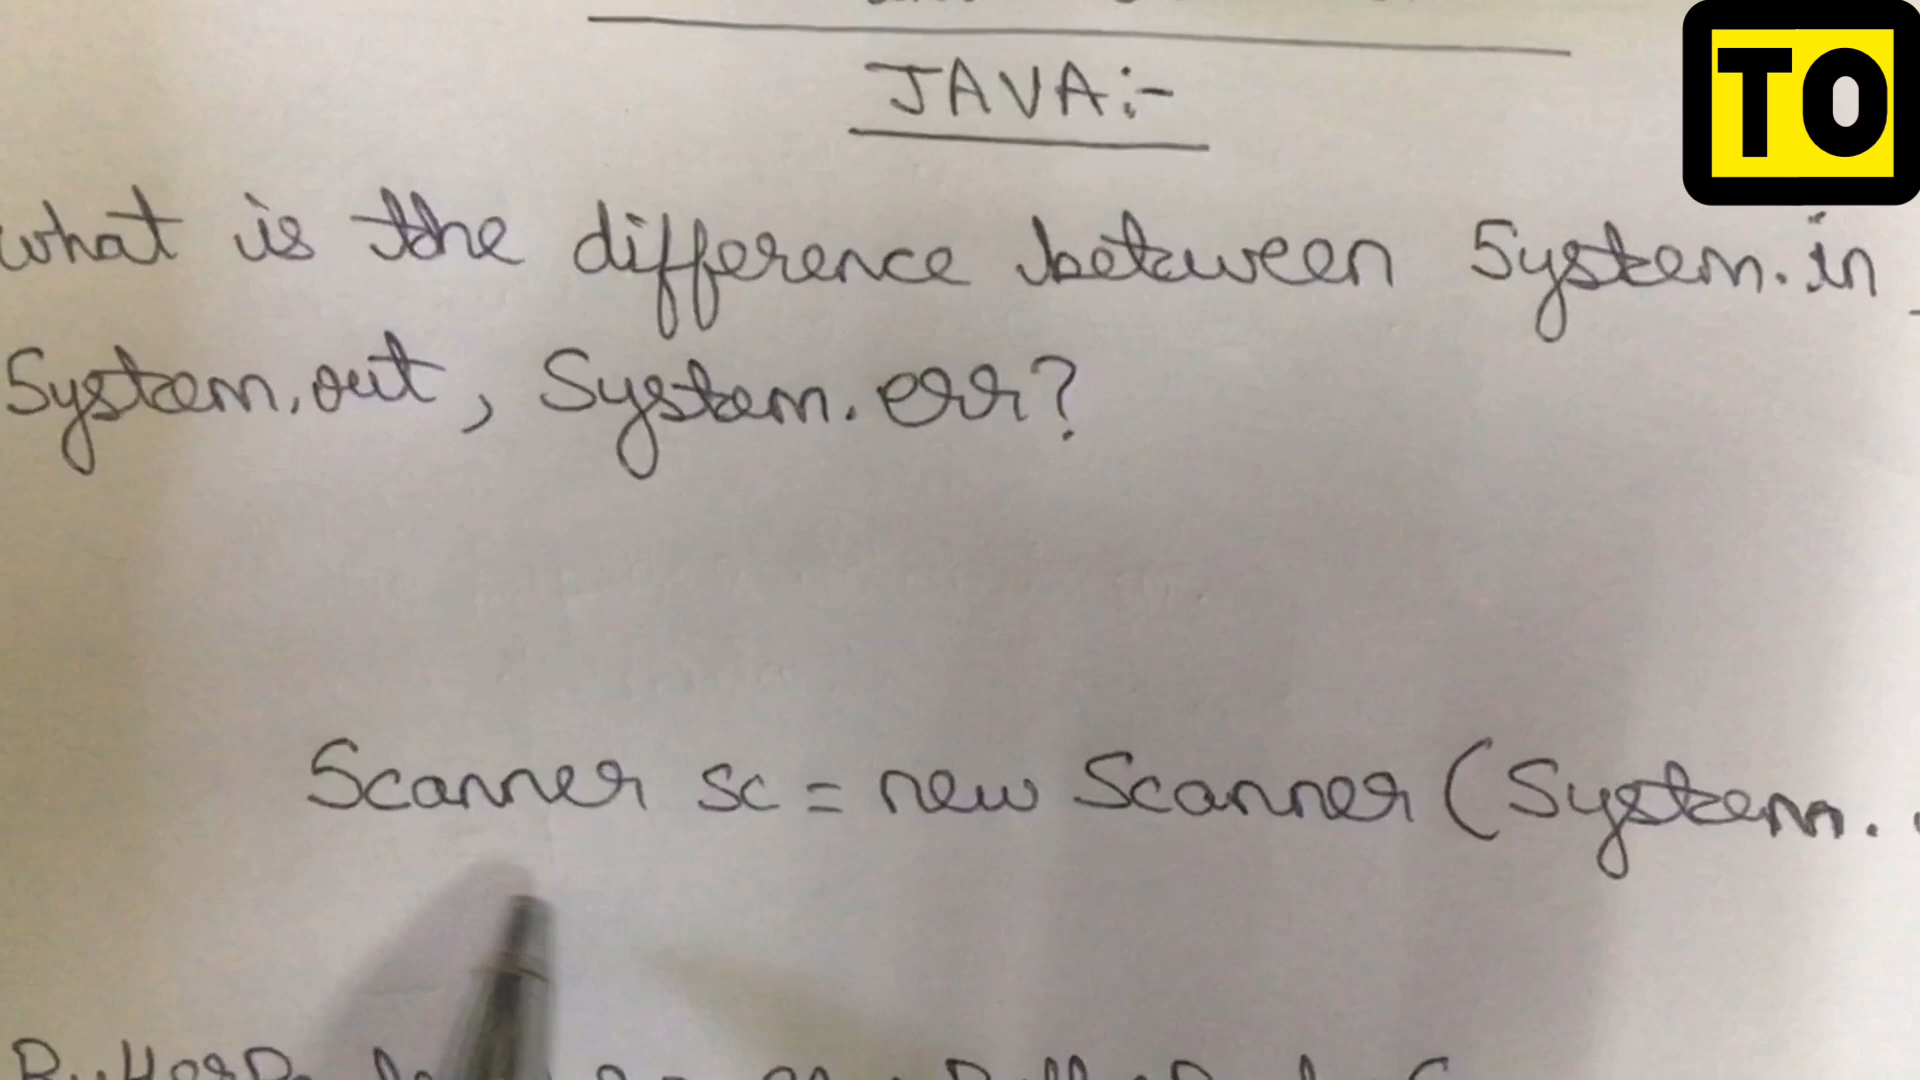 JAVA:-
TO
what is the difference between System.in
System.out, System.err?
Scanner sc = new Scanner (System.